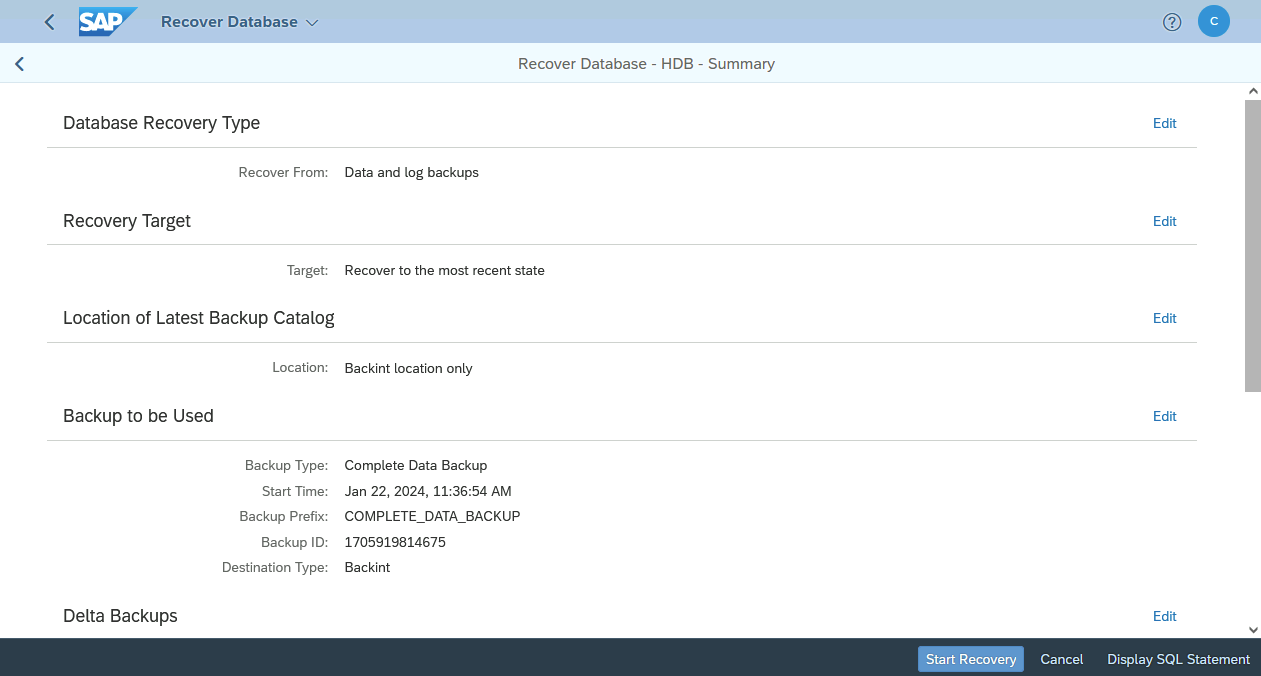 SAP Recover Database
? C
Recover Database - HDB - Summary
Database Recovery Type Edit
Recover From: Data and log backups
Recovery Target Edit
Target: Recover to the most recent state
Location of Latest Backup Catalog Edit
Location: Backint location only
Backup to be Used Edit
Backup Type: Complete Data Backup
Start Time: Jan 22, 2024, 11:36:54 AM
Backup Prefix: COMPLETE_DATA_BACKUP
Backup ID: 1705919814675
Destination Type: Backint
Delta Backups Edit
Start Recovery Cancel Display SQL Statement